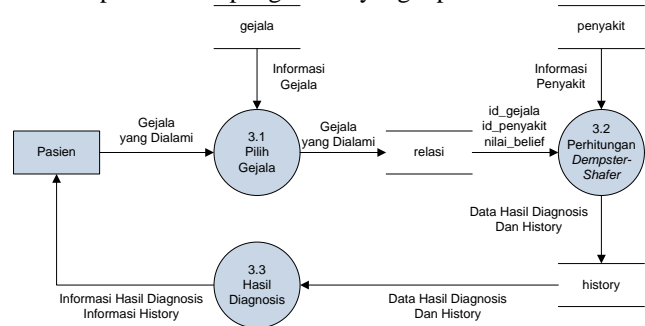 gejala
penyakit
Informasi
Gejala
Informasi
Penyakit
Pasien
Gejala
yang Dialami
3.1
Pilih
Gejala
Gejala
yang Dialami
relasi
id_gejala
id_penyakit
nilai_belief
3.2
Perhitungan
Dempster-
Shafer
Data Hasil Diagnosis
Dan History
3.3
Hasil
Diagnosis
history
Informasi Hasil Diagnosis
Informasi History
Data Hasil Diagnosis
Dan History